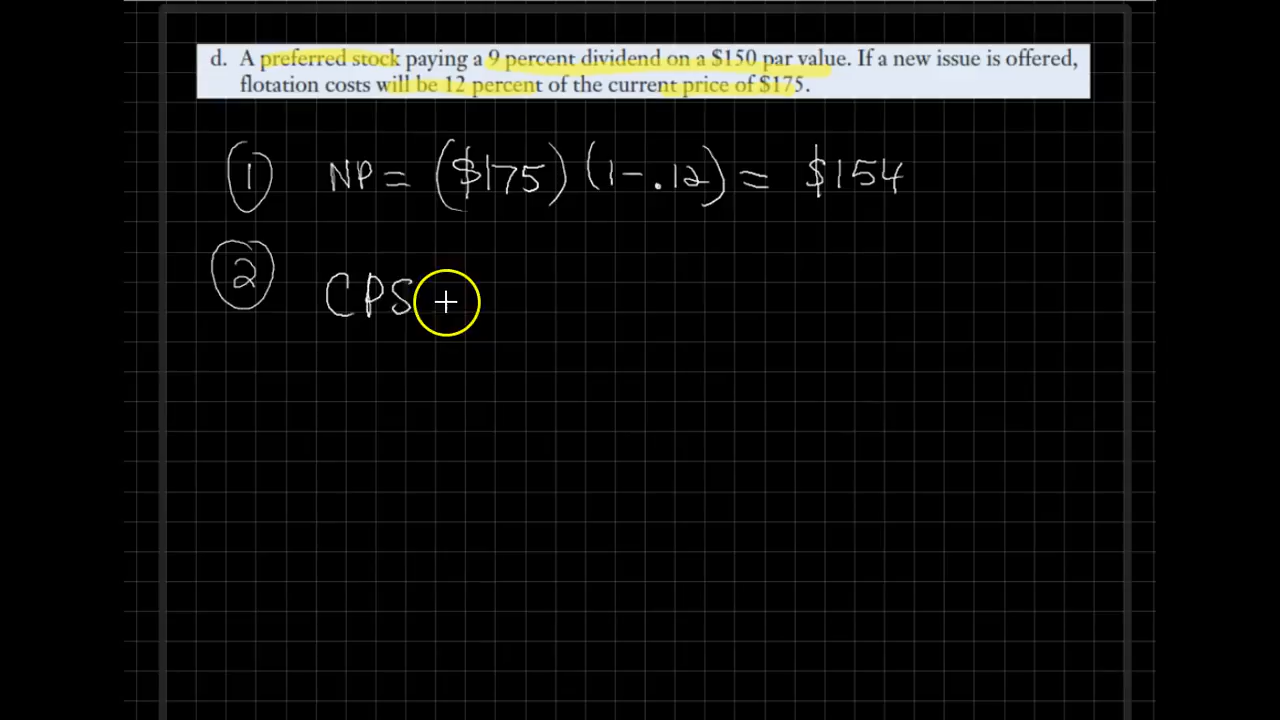 d. A preferred stock paying a 9 percent dividend on a $150 par value. If a new issue is offered,
flotation costs will be 12 percent of the current price of $175.
1 NP = ($175)(1-.12) = $154
2 CPS